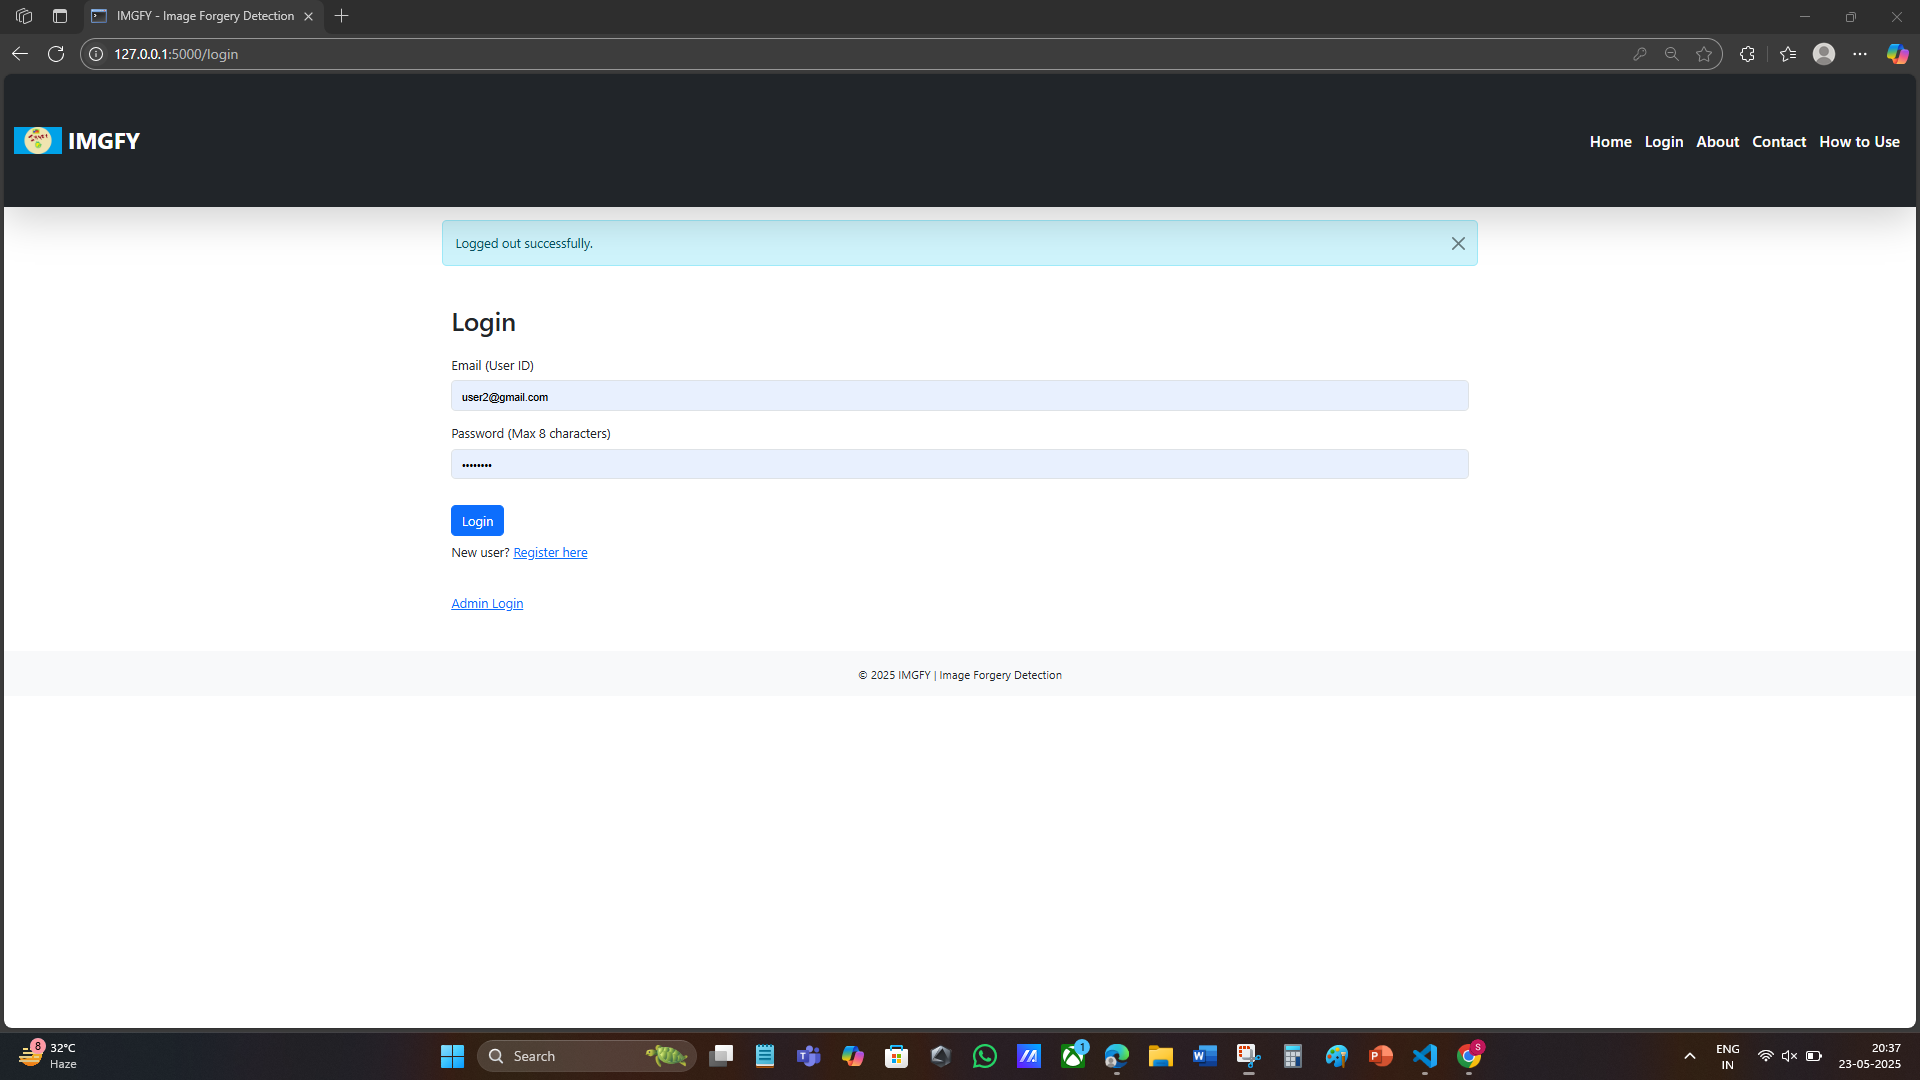 IMGFY - Image Forgery Detection
127.0.0.1:5000/login
IMGFY
Home Login About Contact How to Use
Logged out successfully.
Login
Email (User ID)
user2@gmail.com
Password (Max 8 characters)
••••••••
Login
New user? Register here
Admin Login
© 2025 IMGFY | Image Forgery Detection
8
32°C
Haze
Search
1
S
ENG
IN
20:37
23-05-2025